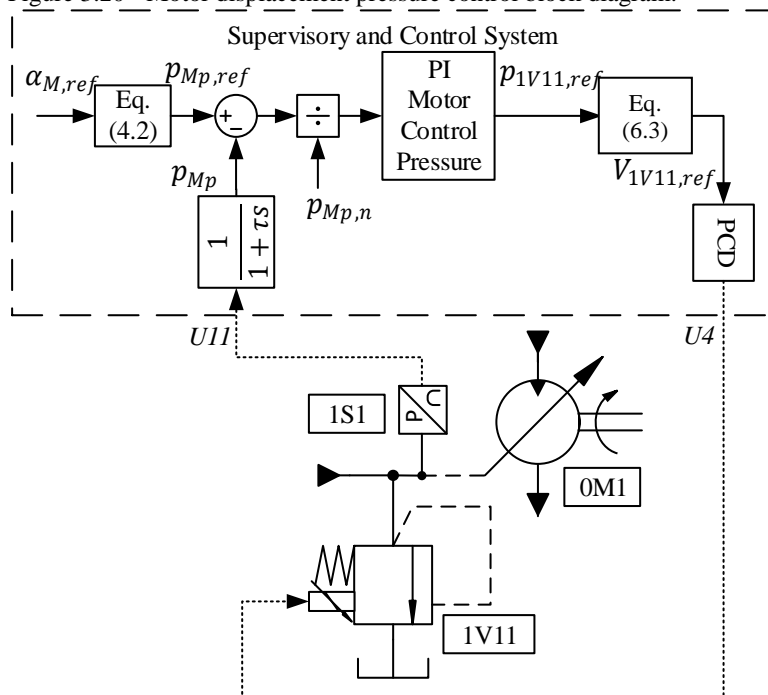 Figure 5.20 - Motor displacement pressure control block diagram.
Supervisory and Control System
α_{M,ref}
Eq.
(4.2)
p_{Mp,ref}
+
−
÷
PI
Motor
Control
Pressure
p_{1V11,ref}
Eq.
(6.3)
p_{Mp}
p_{Mp,n}
V_{1V11,ref}
1
1 + τs
PCD
U11
U4
1S1
P
U
0M1
1V11